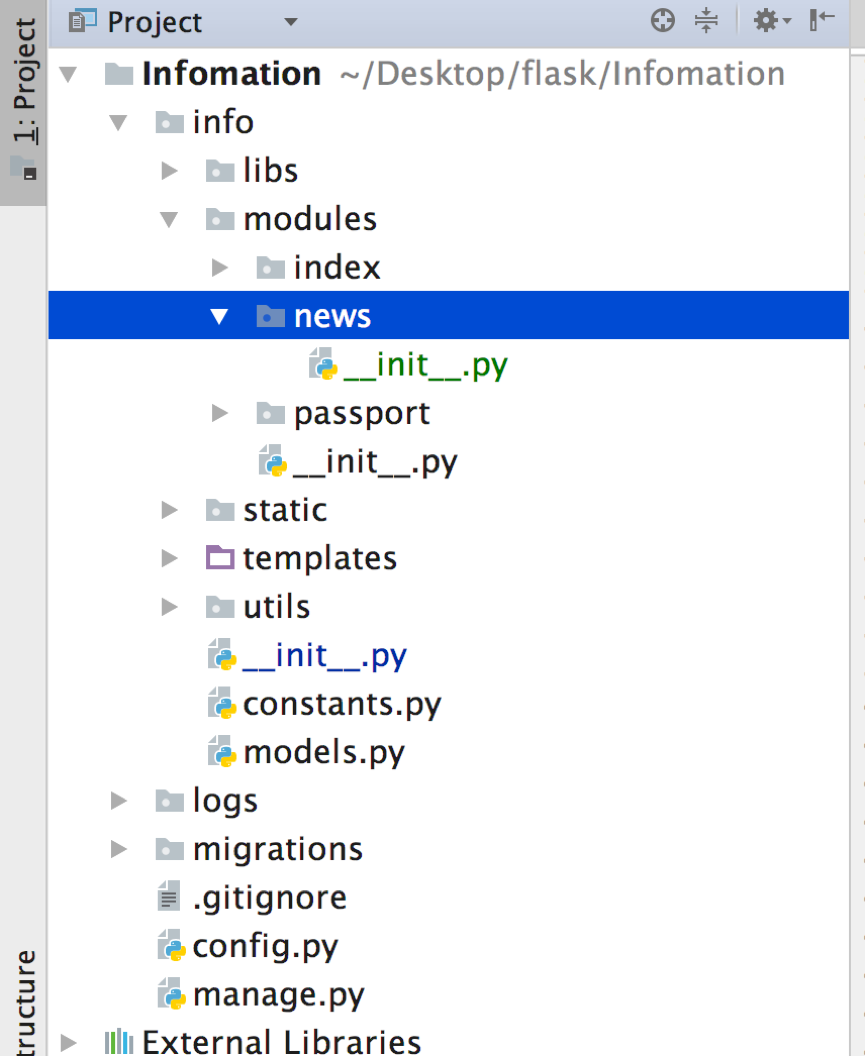 Project
1: Project
Infomation ~/Desktop/flask/Infomation
info
libs
modules
index
news
__init__.py
passport
__init__.py
static
templates
utils
__init__.py
constants.py
models.py
logs
migrations
.gitignore
config.py
manage.py
tructure
External Libraries